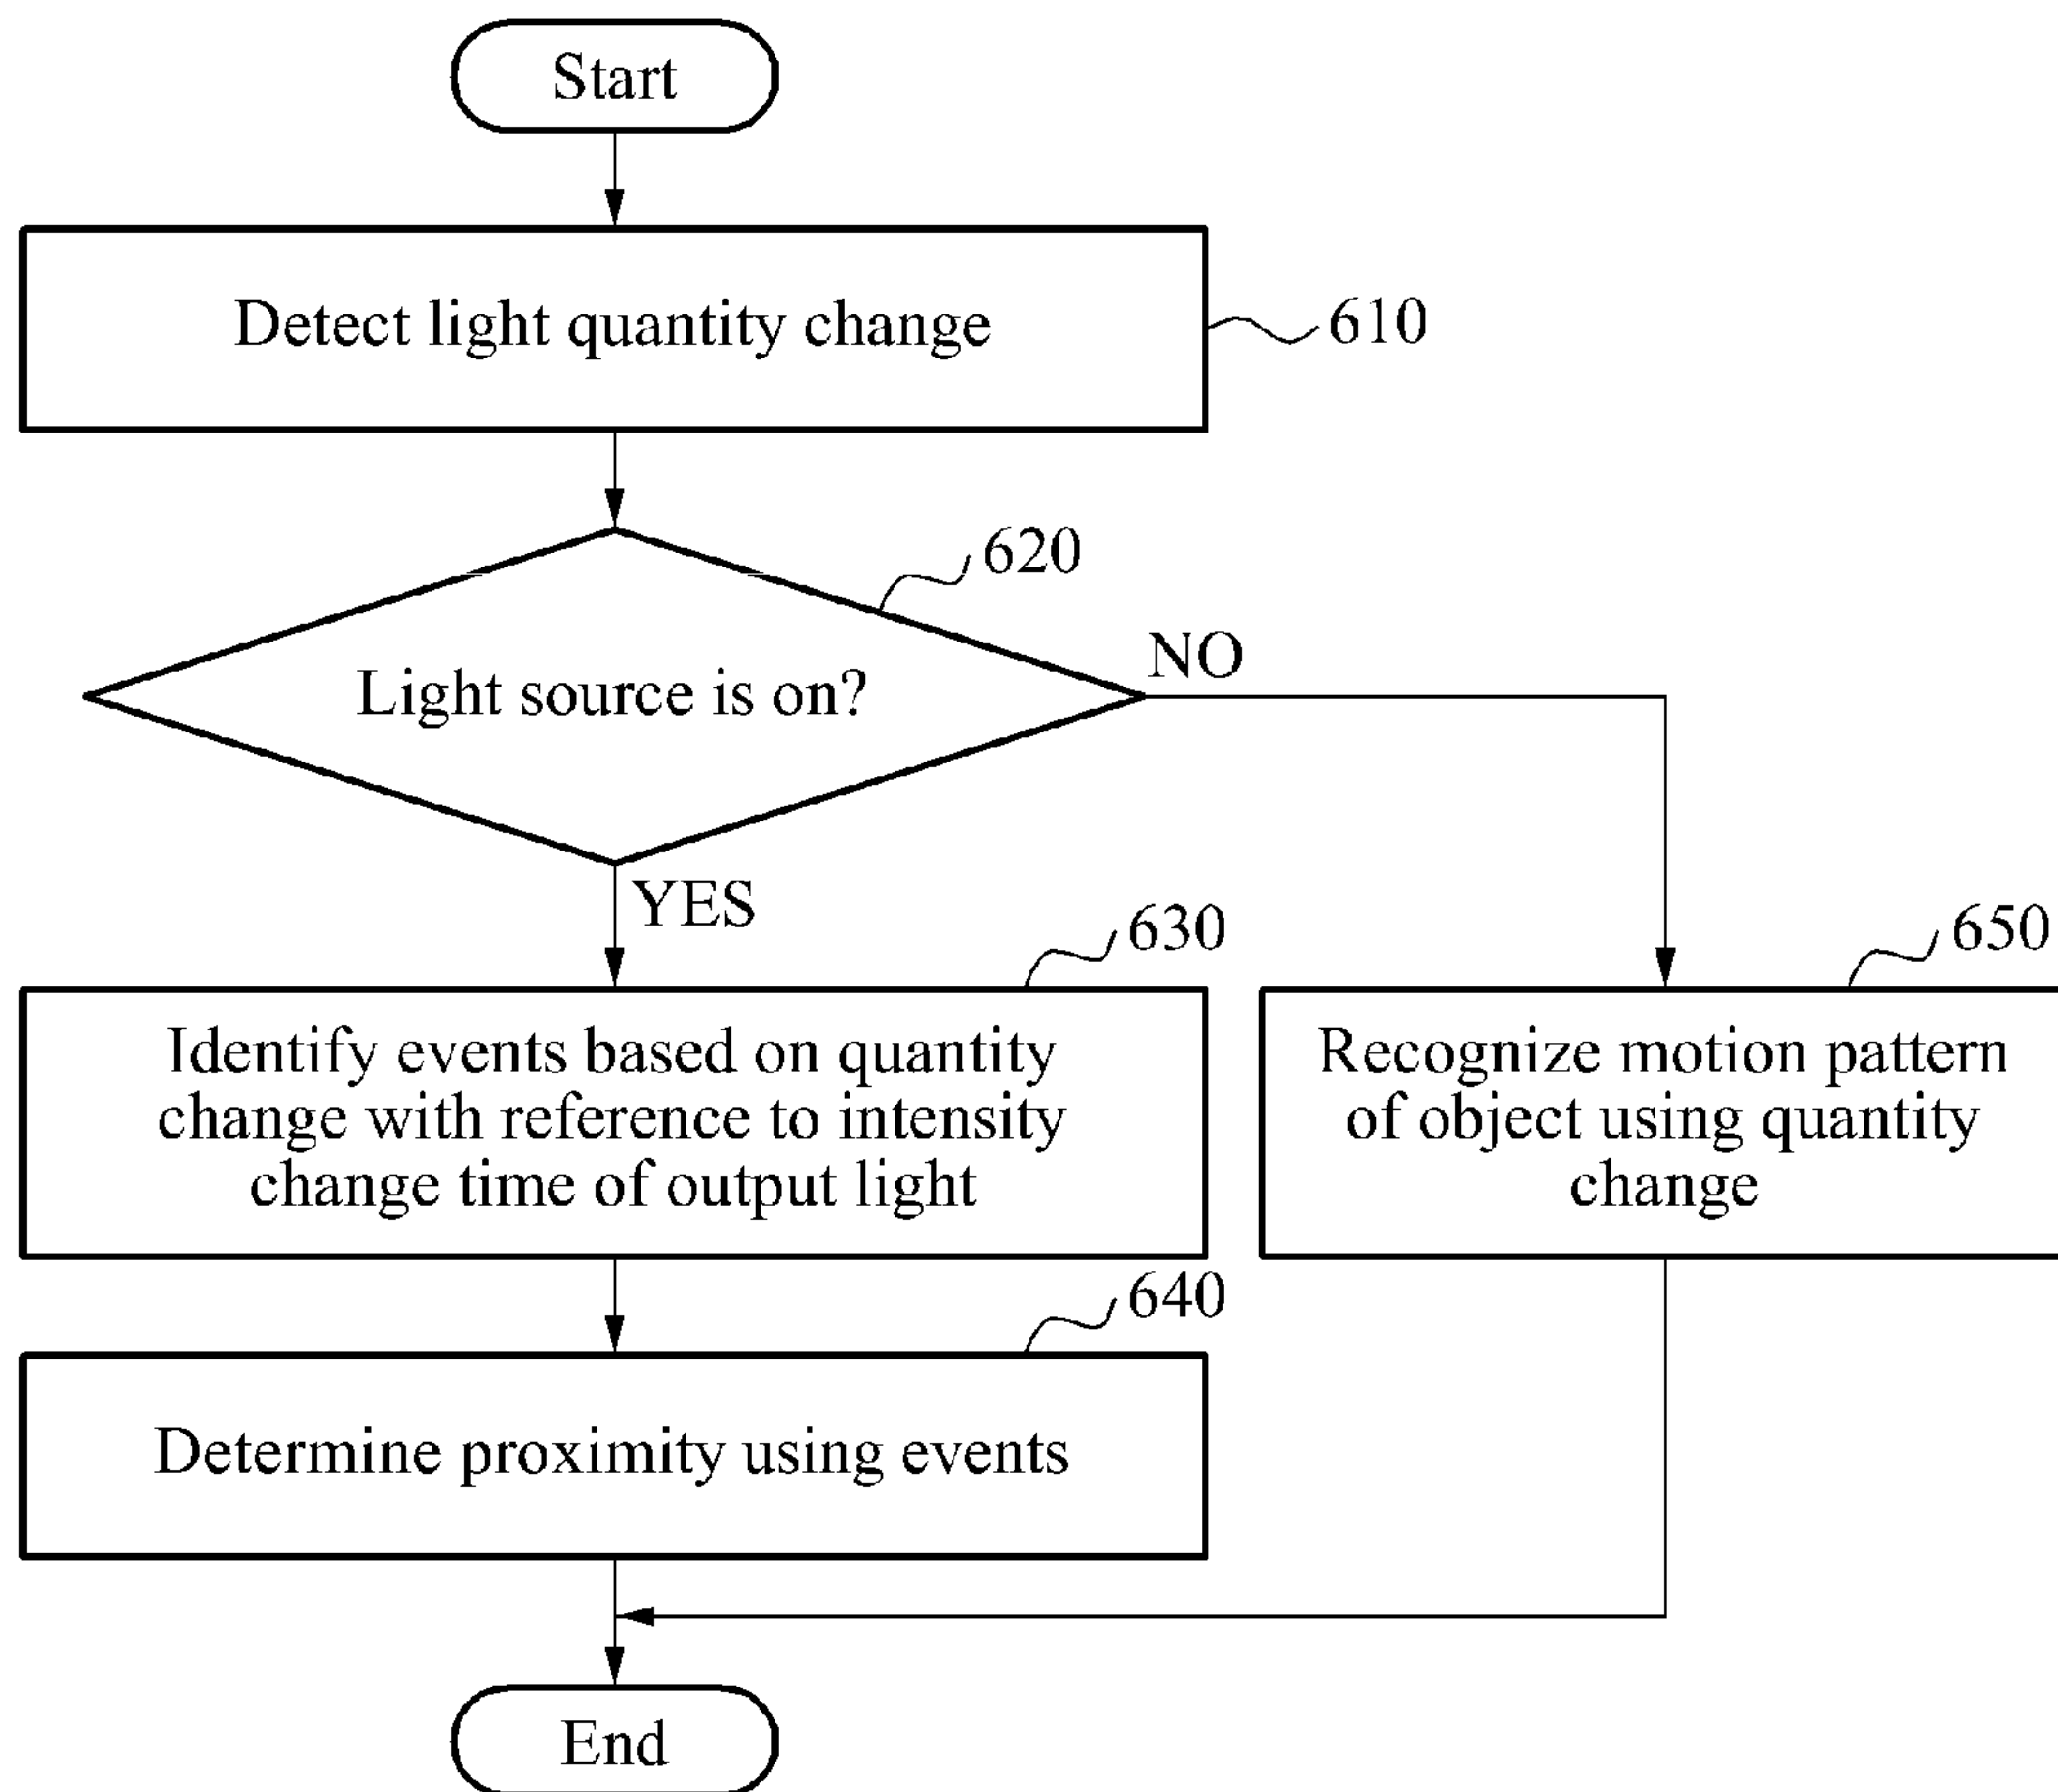 Start
Detect light quantity change
610
620
Light source is on?
NO
YES
630
Identify events based on quantity
change with reference to intensity
change time of output light
650
Recognize motion pattern
of object using quantity
change
640
Determine proximity using events
End